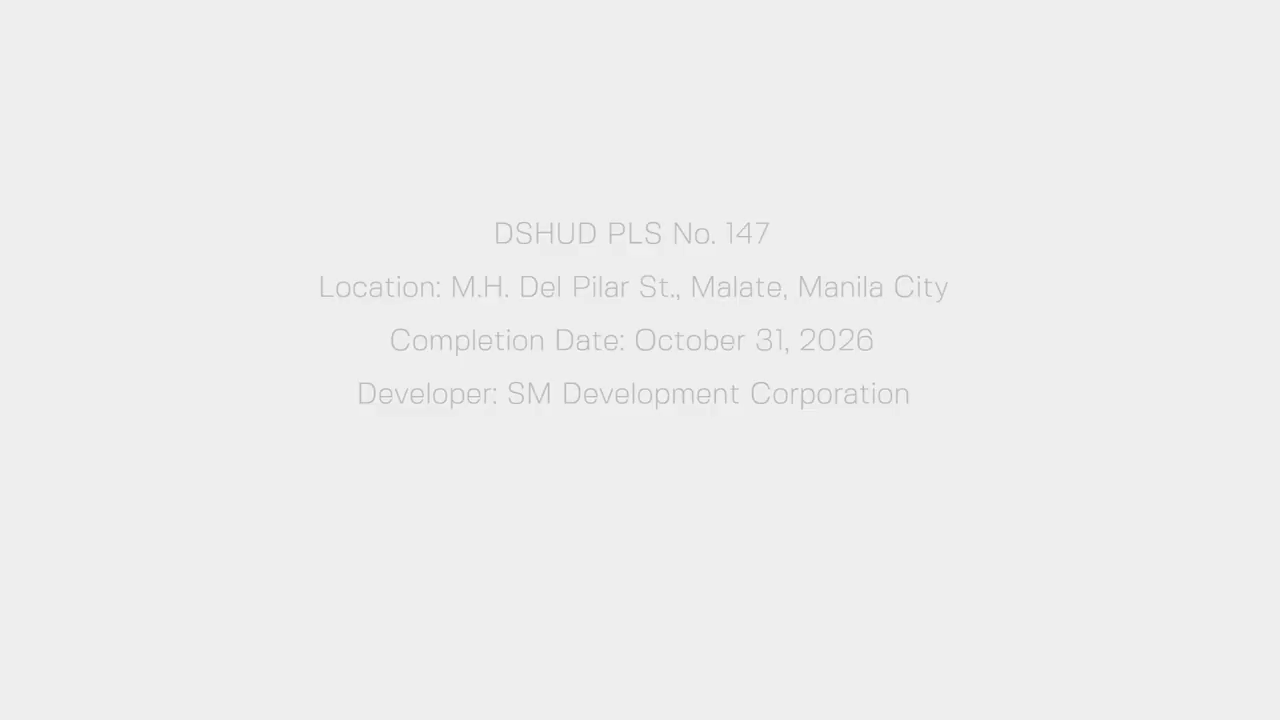 DSHUD PLS No. 147
Location: M.H. Del Pilar St., Malate, Manila City
Completion Date: October 31, 2026
Developer: SM Development Corporation